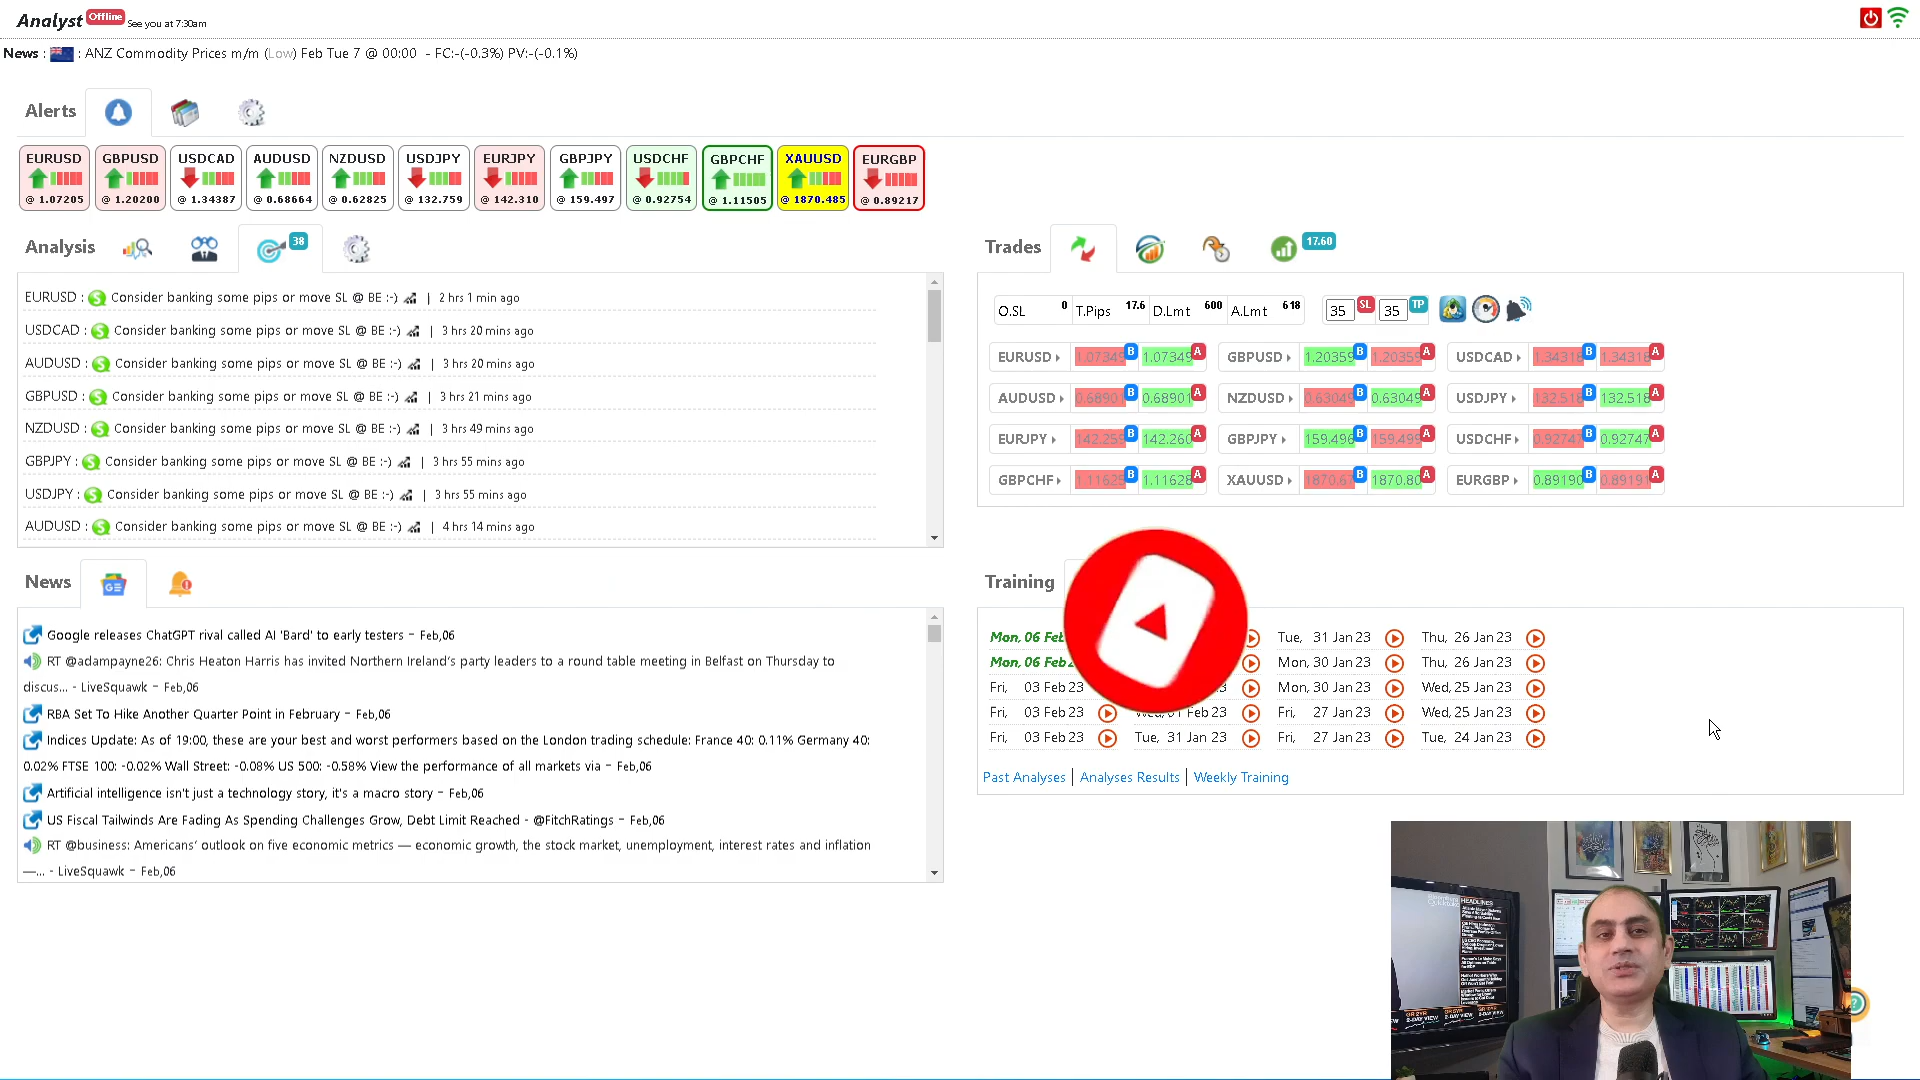 Analyst Offline See you at 7:30am
News : : ANZ Commodity Prices m/m (Low) Feb Tue 7 @ 00:00 - FC:-(-0.3%) PV:-(-0.1%)
Alerts
EURUSD GBPUSD USDCAD AUDUSD NZDUSD USDJPY EURJPY GBPJPY USDCHF GBPCHF XAUUSD EURGBP
@ 1.07205 @ 1.20200 @ 1.34387 @ 0.68664 @ 0.62825 @ 132.759 @ 142.310 @ 159.497 @ 0.92754 @ 1.11505 @ 1870.485 @ 0.89217
Analysis 38
EURUSD : Consider banking some pips or move SL @ BE :-) | 2 hrs 1 min ago
USDCAD : Consider banking some pips or move SL @ BE :-) | 3 hrs 20 mins ago
AUDUSD : Consider banking some pips or move SL @ BE :-) | 3 hrs 20 mins ago
GBPUSD : Consider banking some pips or move SL @ BE :-) | 3 hrs 21 mins ago
NZDUSD : Consider banking some pips or move SL @ BE :-) | 3 hrs 49 mins ago
GBPJPY : Consider banking some pips or move SL @ BE :-) | 3 hrs 55 mins ago
USDJPY : Consider banking some pips or move SL @ BE :-) | 3 hrs 55 mins ago
AUDUSD : Consider banking some pips or move SL @ BE :-) | 4 hrs 14 mins ago
Trades 17.60
O.SL 0 T.Pips 17.6 D.Lmt 600 A.Lmt 618 35 SL 35 TP
EURUSD 1.07349 B 1.07349 A GBPUSD 1.20359 B 1.20359 A USDCAD 1.34318 B 1.34318 A
AUDUSD 0.68901 B 0.68901 A NZDUSD 0.63049 B 0.63049 A USDJPY 132.518 B 132.518 A
EURJPY 142.259 B 142.260 A GBPJPY 159.496 B 159.499 A USDCHF 0.92747 B 0.92747 A
GBPCHF 1.11625 B 1.11628 A XAUUSD 1870.67 B 1870.80 A EURGBP 0.89190 B 0.89191 A
News
Google releases ChatGPT rival called AI 'Bard' to early testers – Feb,06
RT @adampayne26: Chris Heaton Harris has invited Northern Ireland's party leaders to a round table meeting in Belfast on Thursday to
discus... - LiveSquawk – Feb,06
RBA Set To Hike Another Quarter Point in February – Feb,06
Indices Update: As of 19:00, these are your best and worst performers based on the London trading schedule: France 40: 0.11% Germany 40:
0.02% FTSE 100: -0.02% Wall Street: -0.08% US 500: -0.58% View the performance of all markets via – Feb,06
Artificial intelligence isn't just a technology story, it's a macro story – Feb,06
US Fiscal Tailwinds Are Fading As Spending Challenges Grow, Debt Limit Reached - @FitchRatings – Feb,06
RT @business: Americans' outlook on five economic metrics — economic growth, the stock market, unemployment, interest rates and inflation
—... - LiveSquawk – Feb,06
Training
Mon, 06 Feb Tue, 31 Jan 23 Thu, 26 Jan 23
Mon, 06 Feb 2 Mon, 30 Jan 23 Thu, 26 Jan 23
Fri, 03 Feb 23 3 Mon, 30 Jan 23 Wed, 25 Jan 23
Fri, 03 Feb 23 Wed, 01 Feb 23 Fri, 27 Jan 23 Wed, 25 Jan 23
Fri, 03 Feb 23 Tue, 31 Jan 23 Fri, 27 Jan 23 Tue, 24 Jan 23
Past Analyses | Analyses Results | Weekly Training
HEADLINES